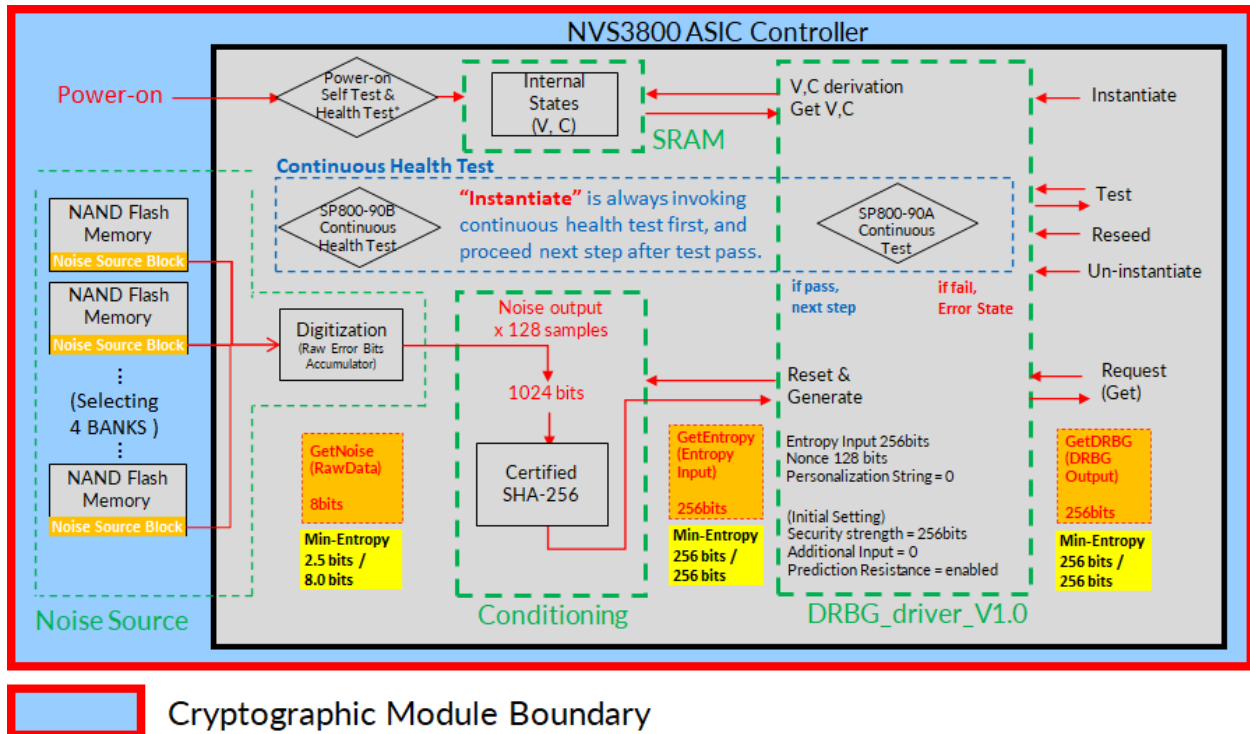 NVS3800 ASIC Controller
Power-on
Power-on
Self Test &
Health Test*
Internal
States
(V, C)
SRAM
V,C derivation
Get V,C
Instantiate
Continuous Health Test
SP800-90B
Continuous
Health Test
“Instantiate” is always invoking
continuous health test first, and
proceed next step after test pass.
SP800-90A
Continuous
Test
Test
Reseed
Un-instantiate
if pass,
next step
if fail,
Error State
NAND Flash
Memory
Noise Source Block
NAND Flash
Memory
Noise Source Block
(Selecting
4 BANKS )
NAND Flash
Memory
Noise Source Block
Noise Source
Digitization
(Raw Error Bits
Accumulator)
GetNoise
(RawData)
8bits
Min-Entropy
2.5 bits /
8.0 bits
Noise output
x 128 samples
1024 bits
Certified
SHA-256
Conditioning
GetEntropy
(Entropy
Input)
256bits
Min-Entropy
256 bits /
256 bits
Reset &
Generate
Entropy Input 256bits
Nonce 128 bits
Personalization String = 0
(Initial Setting)
Security strength = 256bits
Additional Input = 0
Prediction Resistance = enabled
DRBG_driver_V1.0
Request
(Get)
GetDRBG
(DRBG
Output)
256bits
Min-Entropy
256 bits /
256 bits
Cryptographic Module Boundary